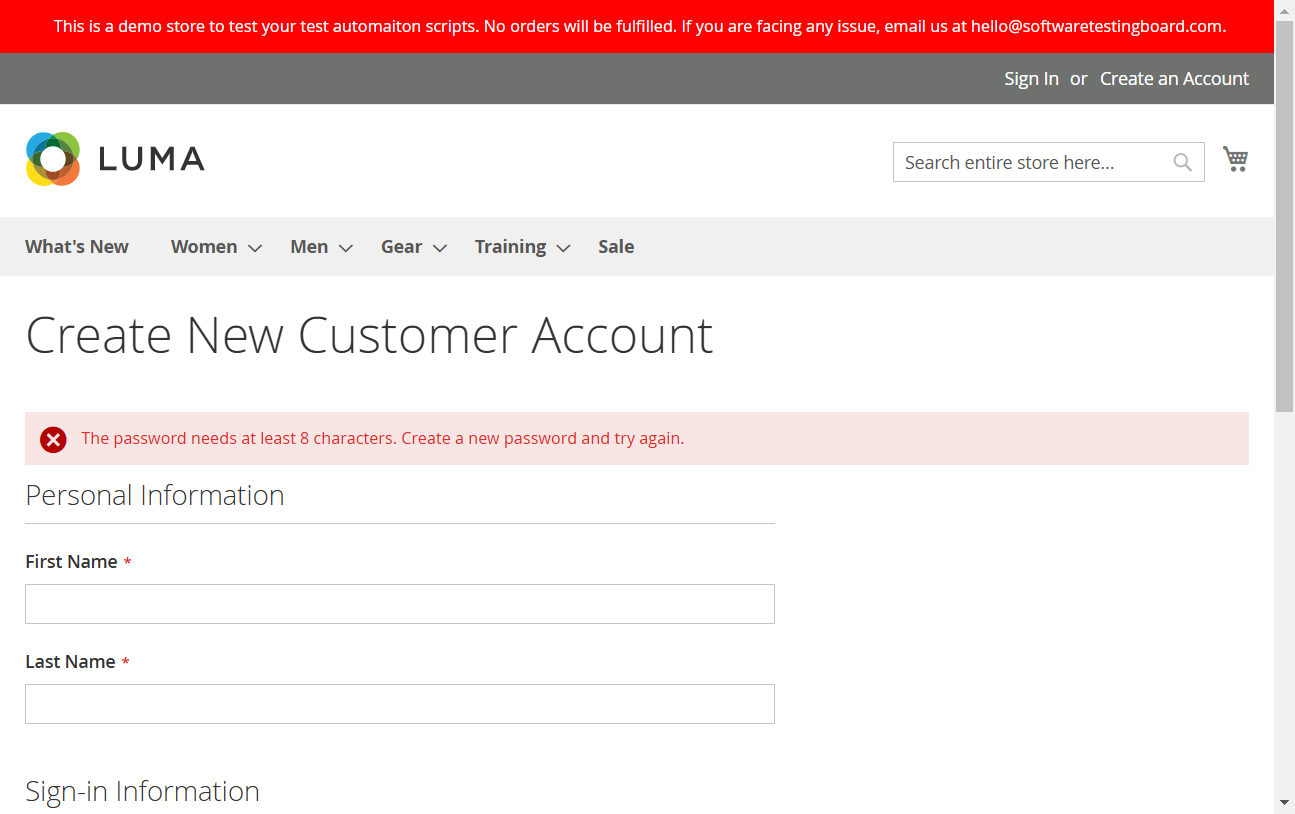 This is a demo store to test your test automaiton scripts. No orders will be fulfilled. If you are facing any issue, email us at hello@softwaretestingboard.com.
Sign In or Create an Account
LUMA
Search entire store here...
What's New Women Men Gear Training Sale
Create New Customer Account
The password needs at least 8 characters. Create a new password and try again.
Personal Information
First Name *
Last Name *
Sign-in Information